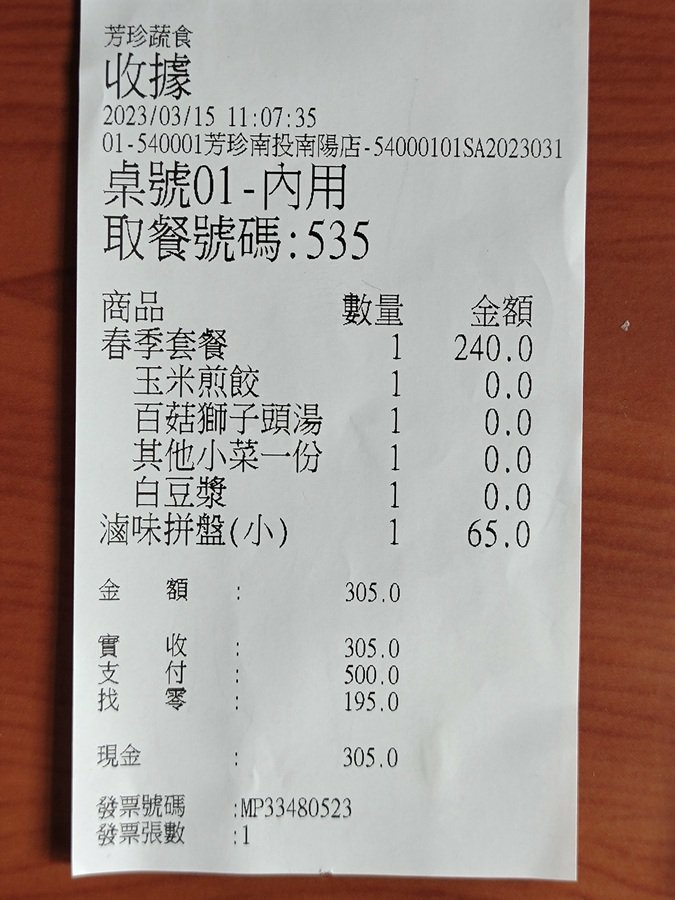 芳珍蔬食
收據
2023/03/15 11:07:35
01-540001芳珍南投南陽店-54000101SA2023031
桌號01-內用
取餐號碼:535
商品 數量 金額
春季套餐 1 240.0
玉米煎餃 1 0.0
百菇獅子頭湯 1 0.0
其他小菜一份 1 0.0
白豆漿 1 0.0
滷味拼盤(小) 1 65.0
金 額 : 305.0
實 收 : 305.0
支 付 : 500.0
找 零 : 195.0
現金 : 305.0
發票號碼 :MP33480523
發票張數 :1